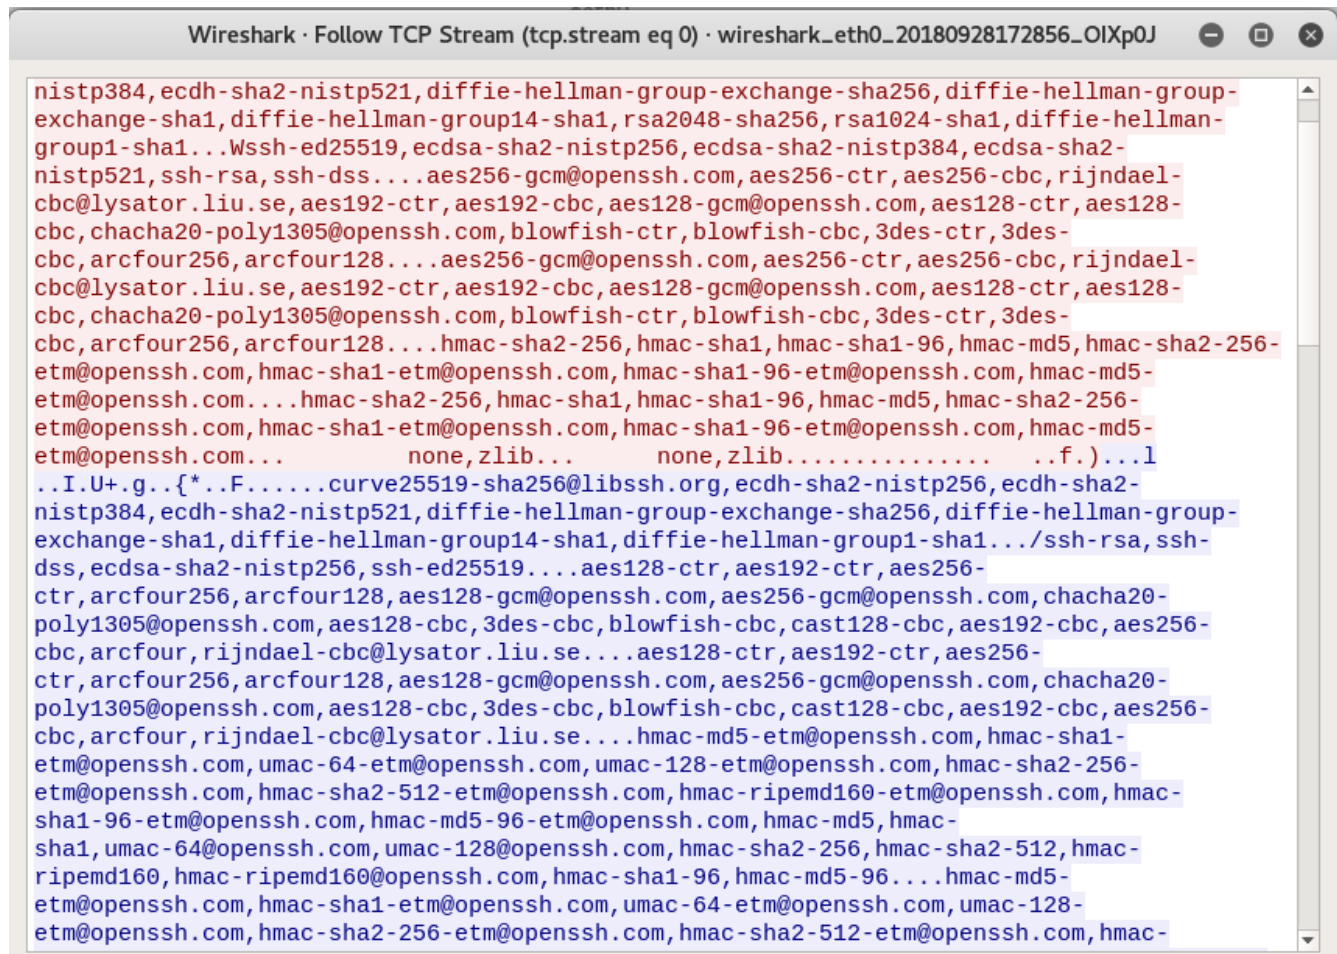 Wireshark · Follow TCP Stream (tcp.stream eq 0) · wireshark_eth0_20180928172856_OIXp0J
nistp384,ecdh-sha2-nistp521,diffie-hellman-group-exchange-sha256,diffie-hellman-group-
exchange-sha1,diffie-hellman-group14-sha1,rsa2048-sha256,rsa1024-sha1,diffie-hellman-
group1-sha1...Wssh-ed25519,ecdsa-sha2-nistp256,ecdsa-sha2-nistp384,ecdsa-sha2-
nistp521,ssh-rsa,ssh-dss....aes256-gcm@openssh.com,aes256-ctr,aes256-cbc,rijndael-
cbc@lysator.liu.se,aes192-ctr,aes192-cbc,aes128-gcm@openssh.com,aes128-ctr,aes128-
cbc,chacha20-poly1305@openssh.com,blowfish-ctr,blowfish-cbc,3des-ctr,3des-
cbc,arcfour256,arcfour128....aes256-gcm@openssh.com,aes256-ctr,aes256-cbc,rijndael-
cbc@lysator.liu.se,aes192-ctr,aes192-cbc,aes128-gcm@openssh.com,aes128-ctr,aes128-
cbc,chacha20-poly1305@openssh.com,blowfish-ctr,blowfish-cbc,3des-ctr,3des-
cbc,arcfour256,arcfour128....hmac-sha2-256,hmac-sha1,hmac-sha1-96,hmac-md5,hmac-sha2-256-
etm@openssh.com,hmac-sha1-etm@openssh.com,hmac-sha1-96-etm@openssh.com,hmac-md5-
etm@openssh.com....hmac-sha2-256,hmac-sha1,hmac-sha1-96,hmac-md5,hmac-sha2-256-
etm@openssh.com,hmac-sha1-etm@openssh.com,hmac-sha1-96-etm@openssh.com,hmac-md5-
etm@openssh.com... none,zlib... none,zlib............... ..f.)...l
..I.U+.g..{*..F......curve25519-sha256@libssh.org,ecdh-sha2-nistp256,ecdh-sha2-
nistp384,ecdh-sha2-nistp521,diffie-hellman-group-exchange-sha256,diffie-hellman-group-
exchange-sha1,diffie-hellman-group14-sha1,diffie-hellman-group1-sha1.../ssh-rsa,ssh-
dss,ecdsa-sha2-nistp256,ssh-ed25519....aes128-ctr,aes192-ctr,aes256-
ctr,arcfour256,arcfour128,aes128-gcm@openssh.com,aes256-gcm@openssh.com,chacha20-
poly1305@openssh.com,aes128-cbc,3des-cbc,blowfish-cbc,cast128-cbc,aes192-cbc,aes256-
cbc,arcfour,rijndael-cbc@lysator.liu.se....aes128-ctr,aes192-ctr,aes256-
ctr,arcfour256,arcfour128,aes128-gcm@openssh.com,aes256-gcm@openssh.com,chacha20-
poly1305@openssh.com,aes128-cbc,3des-cbc,blowfish-cbc,cast128-cbc,aes192-cbc,aes256-
cbc,arcfour,rijndael-cbc@lysator.liu.se....hmac-md5-etm@openssh.com,hmac-sha1-
etm@openssh.com,umac-64-etm@openssh.com,umac-128-etm@openssh.com,hmac-sha2-256-
etm@openssh.com,hmac-sha2-512-etm@openssh.com,hmac-ripemd160-etm@openssh.com,hmac-
sha1-96-etm@openssh.com,hmac-md5-96-etm@openssh.com,hmac-md5,hmac-
sha1,umac-64@openssh.com,umac-128@openssh.com,hmac-sha2-256,hmac-sha2-512,hmac-
ripemd160,hmac-ripemd160@openssh.com,hmac-sha1-96,hmac-md5-96....hmac-md5-
etm@openssh.com,hmac-sha1-etm@openssh.com,umac-64-etm@openssh.com,umac-128-
etm@openssh.com,hmac-sha2-256-etm@openssh.com,hmac-sha2-512-etm@openssh.com,hmac-